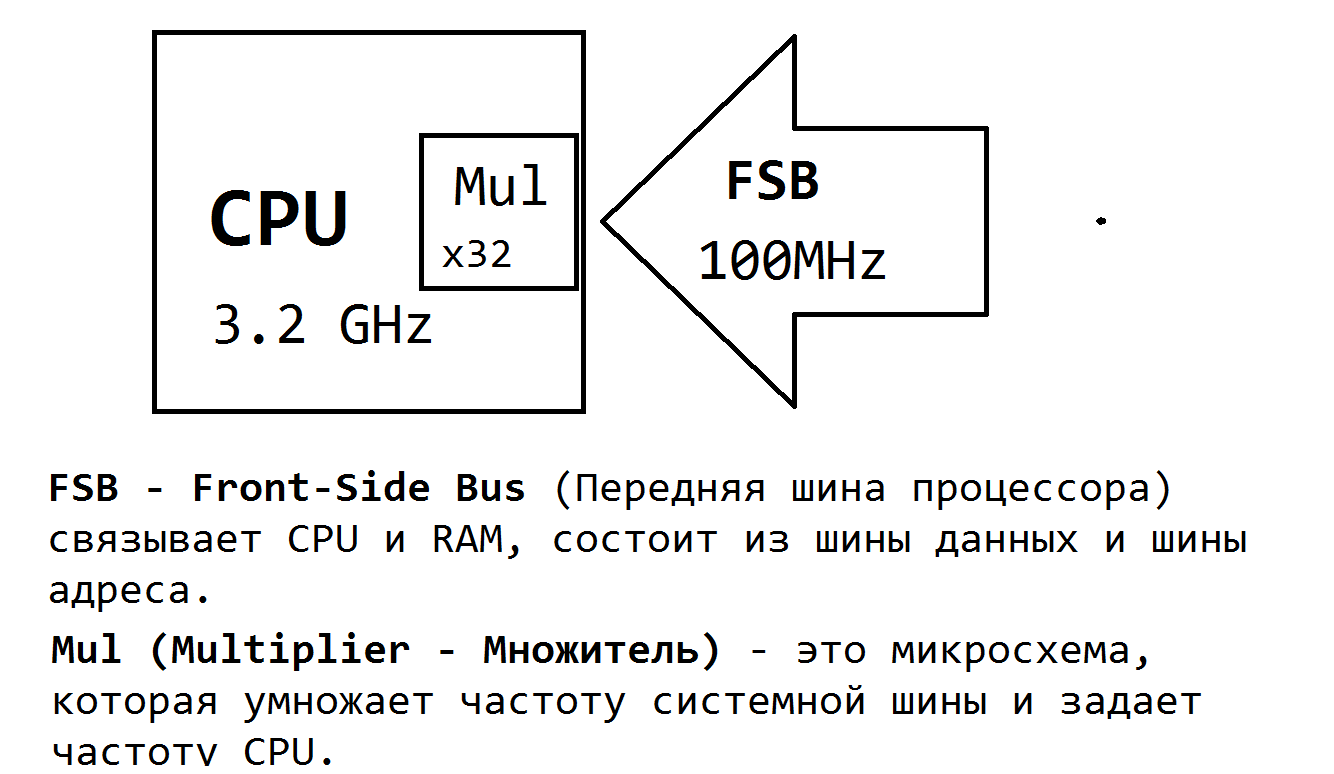 CPU
3.2 GHz
Mul
x32
FSB
100MHz
FSB - Front-Side Bus (Передняя шина процессора)
связывает CPU и RAM, состоит из шины данных и шины
адреса.
Mul (Multiplier - Множитель) - это микросхема,
которая умножает частоту системной шины и задает
частоту CPU.